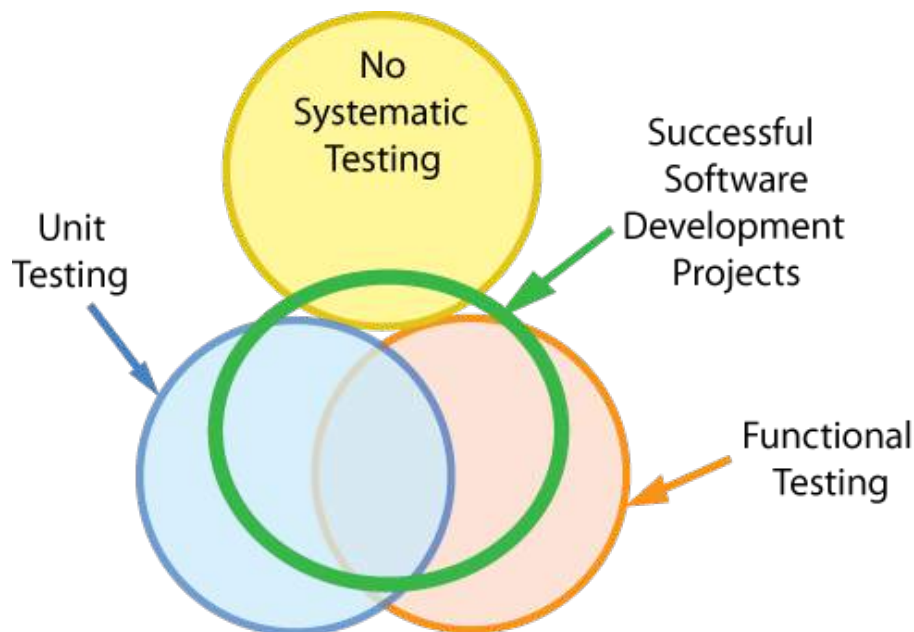 No
Systematic
Testing
Successful
Software
Development
Projects
Unit
Testing
Functional
Testing